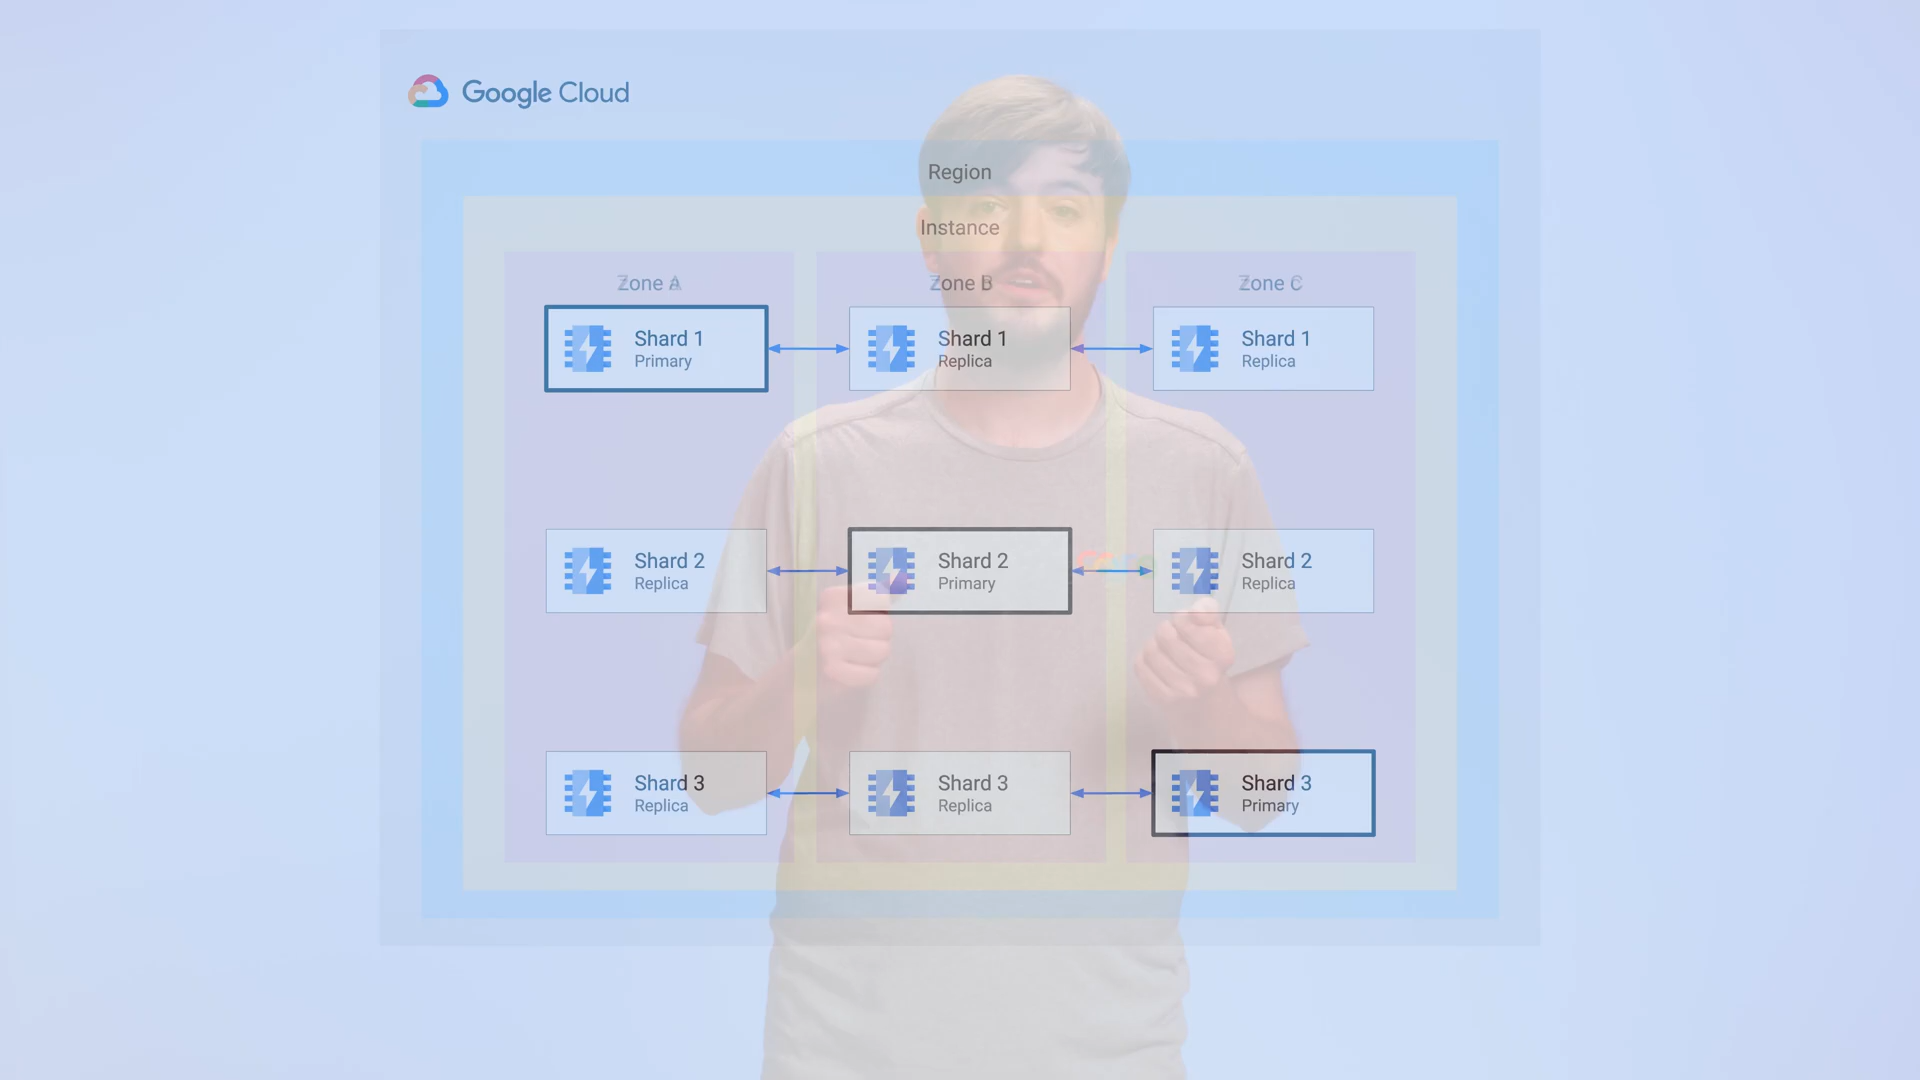 Google Cloud
Region
Instance
Zone A
Zone B
Zone C
Shard 1
Primary
Shard 1
Replica
Shard 1
Replica
Shard 2
Replica
Shard 2
Primary
Shard 2
Replica
Shard 3
Replica
Shard 3
Replica
Shard 3
Primary